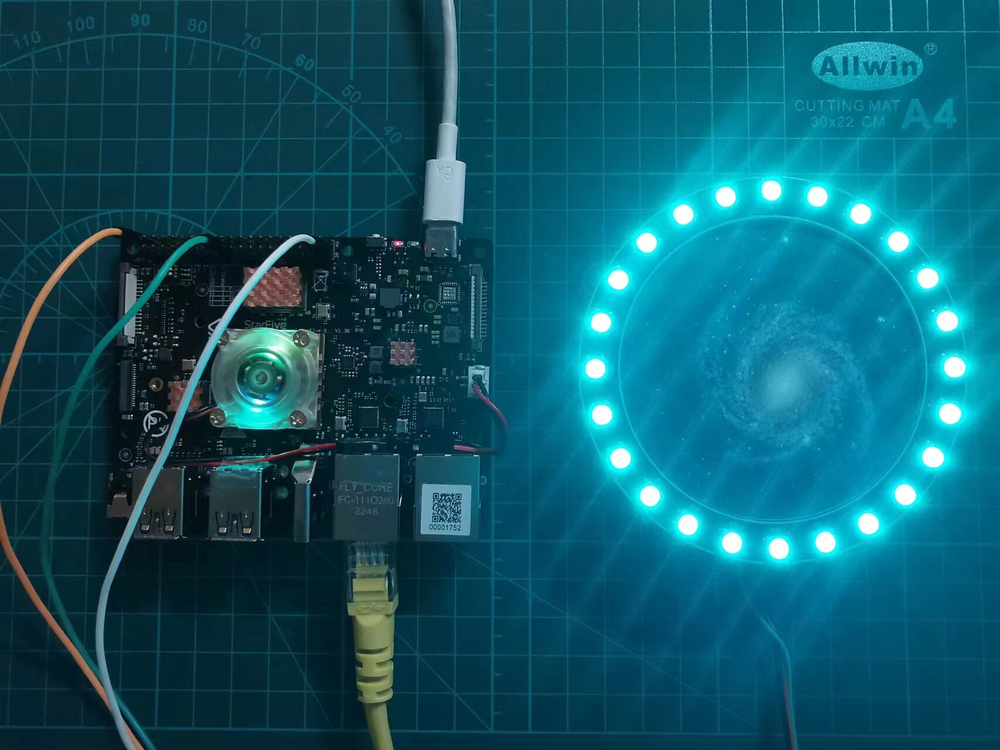 110 100 90 80 70 60 50 40
Allwin ®
CUTTING MAT A4
30x22 CM
StarFive
V1.3B
FLY_CORE
FC-111Q280
2248
00001752